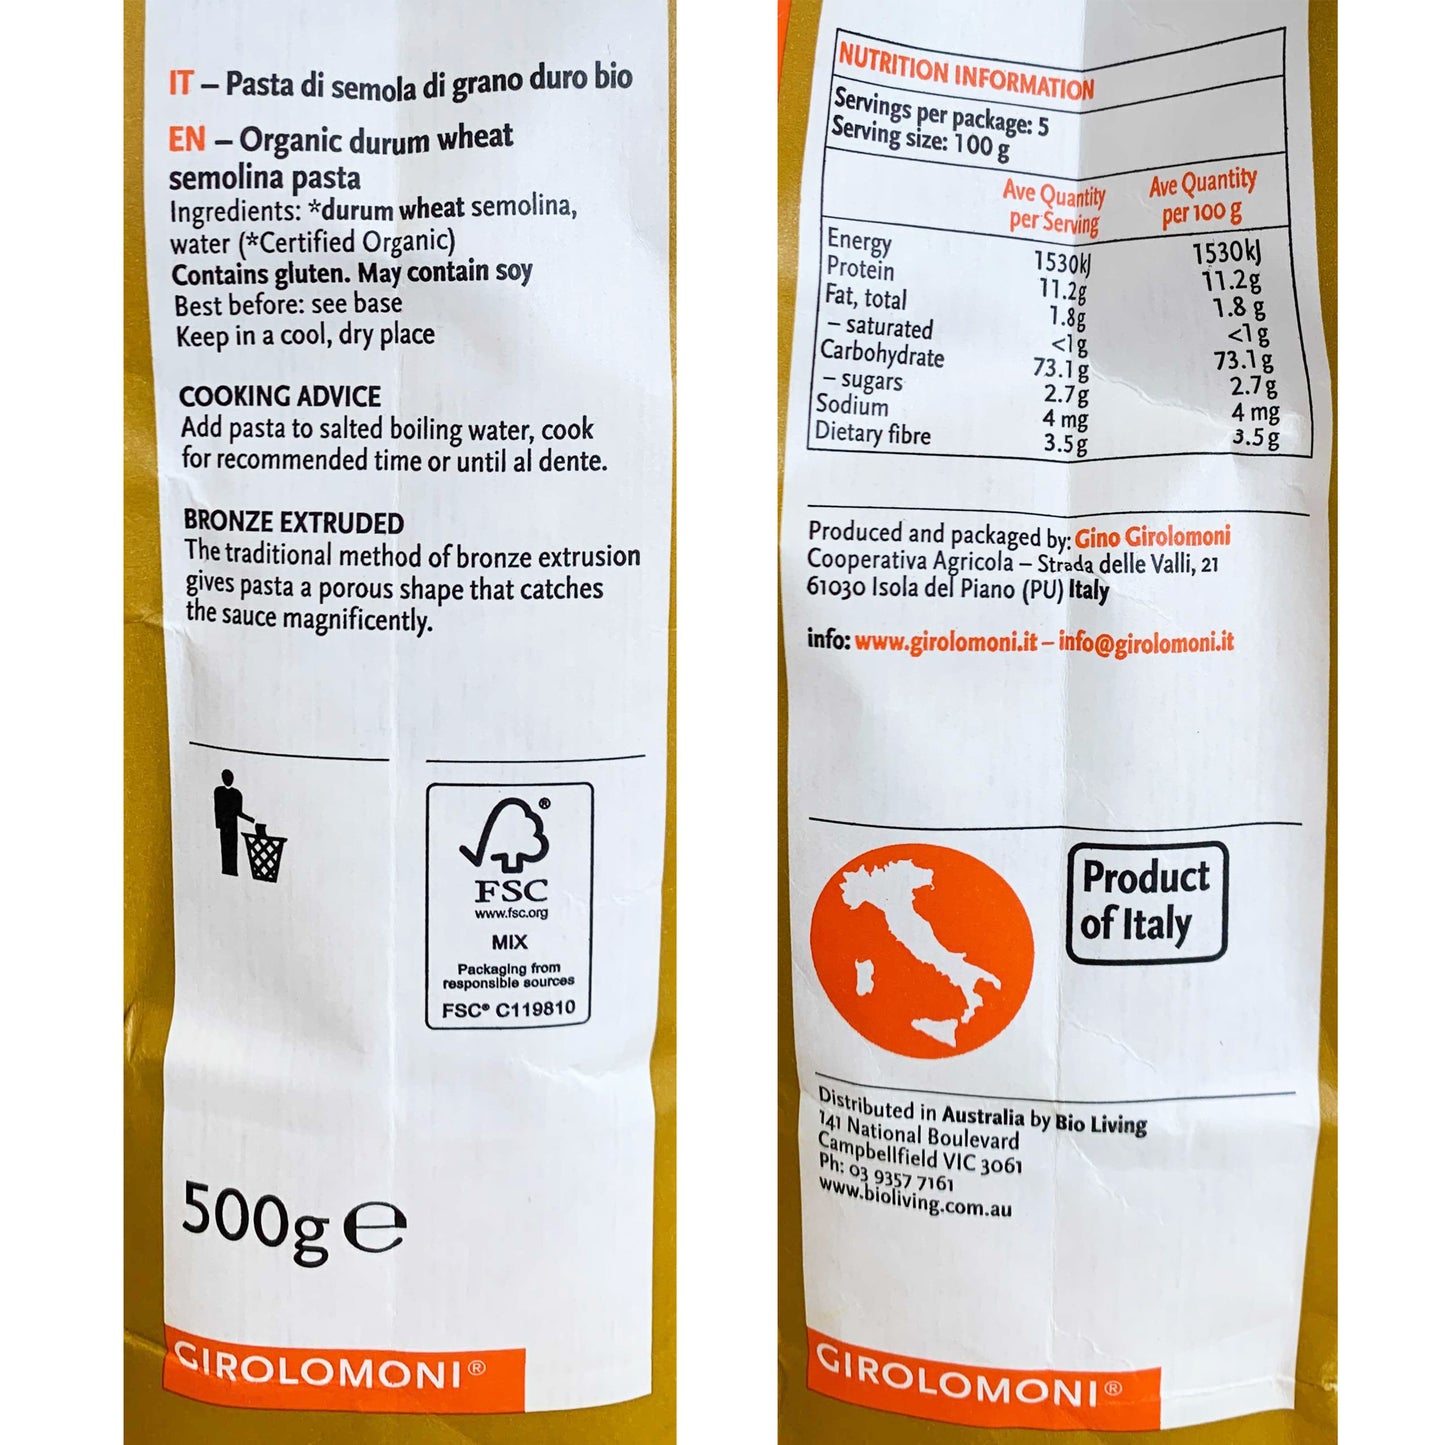 IT – Pasta di semola di grano duro bio
EN – Organic durum wheat
semolina pasta
Ingredients: *durum wheat semolina,
water (*Certified Organic)
Contains gluten. May contain soy
Best before: see base
Keep in a cool, dry place
COOKING ADVICE
Add pasta to salted boiling water, cook
for recommended time or until al dente.
BRONZE EXTRUDED
The traditional method of bronze extrusion
gives pasta a porous shape that catches
the sauce magnificently.
®
FSC
www.fsc.org
MIX
Packaging from
responsible sources
FSC® C119810
500g ℮
GIROLOMONI®
NUTRITION INFORMATION
Servings per package: 5
Serving size: 100 g
Ave Quantity Ave Quantity
per Serving per 100 g
Energy 1530kJ 1530kJ
Protein 11.2g 11.2g
Fat, total 1.8g 1.8 g
– saturated <1g <1g
Carbohydrate 73.1g 73.1g
– sugars 2.7g 2.7g
Sodium 4 mg 4 mg
Dietary fibre 3.5g 3.5g
Produced and packaged by: Gino Girolomoni
Cooperativa Agricola – Strada delle Valli, 21
61030 Isola del Piano (PU) Italy
info: www.girolomoni.it – info@girolomoni.it
Product
of Italy
Distributed in Australia by Bio Living
141 National Boulevard
Campbellfield VIC 3061
Ph: 03 9357 7161
www.bioliving.com.au
GIROLOMONI®